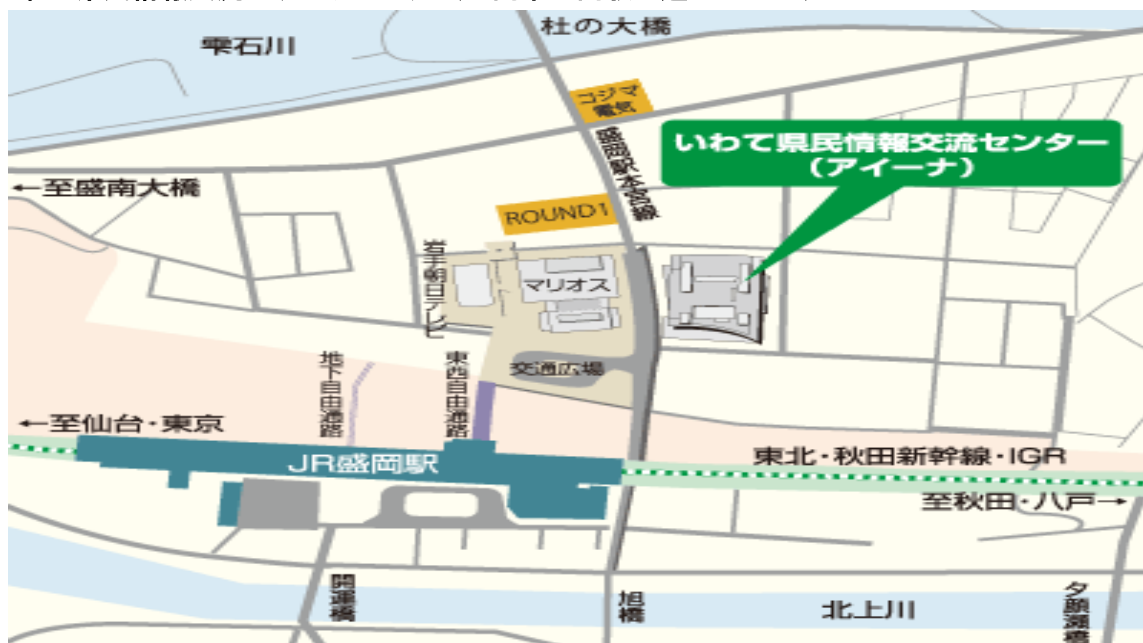 雫石川
杜の大橋
コジマ
電気
盛岡駅本宮線
いわて県民情報交流センター
(アイーナ)
←至盛南大橋
ROUND1
岩手朝日テレビ
マリオス
交通広場
地下自由通路
東西自由通路
←至仙台・東京
JR盛岡駅
東北・秋田新幹線・IGR
至秋田・八戸→
開運橋
旭橋
北上川
夕顔瀬橋